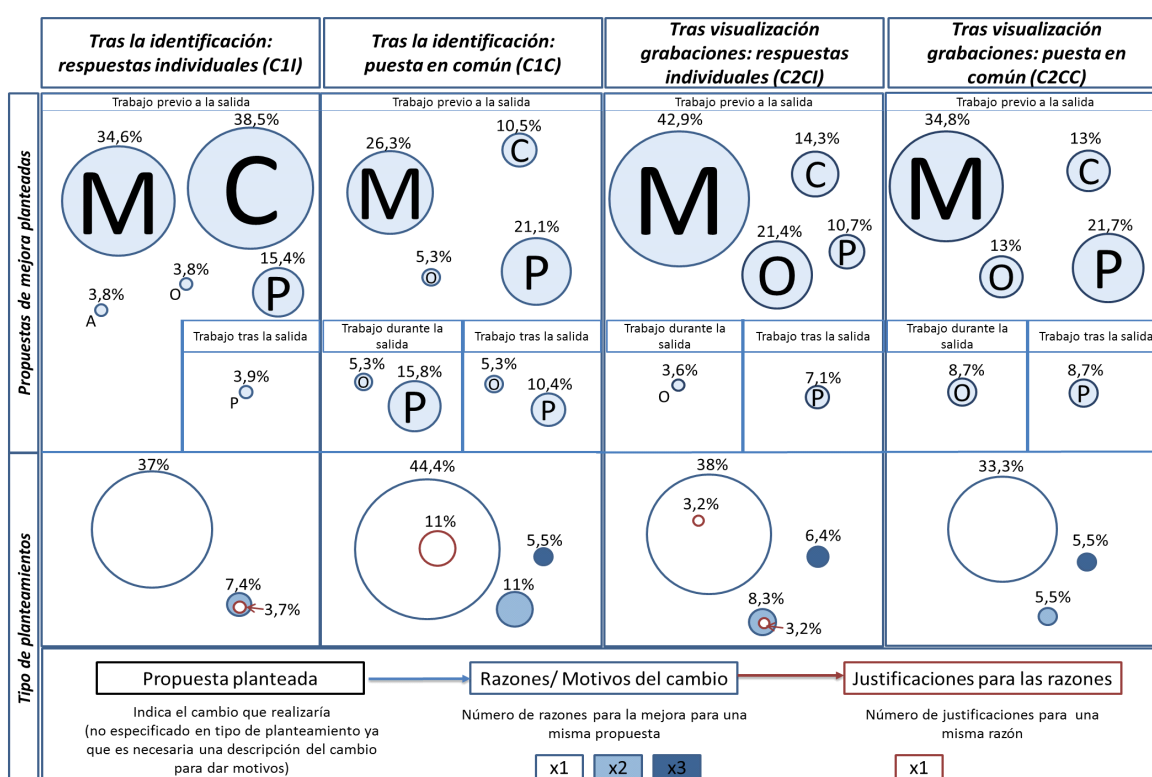 Tras la identificación:
respuestas individuales (C1I)
Tras la identificación:
puesta en común (C1C)
Tras visualización
grabaciones: respuestas
individuales (C2CI)
Tras visualización
grabaciones: puesta en
común (C2CC)
Propuestas de mejora planteadas
Trabajo previo a la salida
34,6%
M
38,5%
C
3,8%
O
15,4%
P
3,8%
A
Trabajo tras la salida
3,9%
P
Trabajo previo a la salida
26,3%
M
10,5%
C
5,3%
O
21,1%
P
Trabajo durante la
salida
5,3%
O
15,8%
P
Trabajo tras la salida
5,3%
O
10,4%
P
Trabajo previo a la salida
42,9%
M
14,3%
C
21,4%
O
10,7%
P
Trabajo durante la
salida
3,6%
O
Trabajo tras la salida
7,1%
P
Trabajo previo a la salida
34,8%
M
13%
C
13%
O
21,7%
P
Trabajo durante la
salida
8,7%
O
Trabajo tras la salida
8,7%
P
Tipo de planteamientos
37%
7,4%
3,7%
44,4%
11%
5,5%
11%
38%
3,2%
6,4%
8,3%
3,2%
33,3%
5,5%
5,5%
Propuesta planteada
Indica el cambio que realizaría
(no especificado en tipo de planteamiento ya
que es necesaria una descripción del cambio
para dar motivos)
Razones/ Motivos del cambio
Número de razones para la mejora para una
misma propuesta
x1
x2
x3
Justificaciones para las razones
Número de justificaciones para una
misma razón
x1